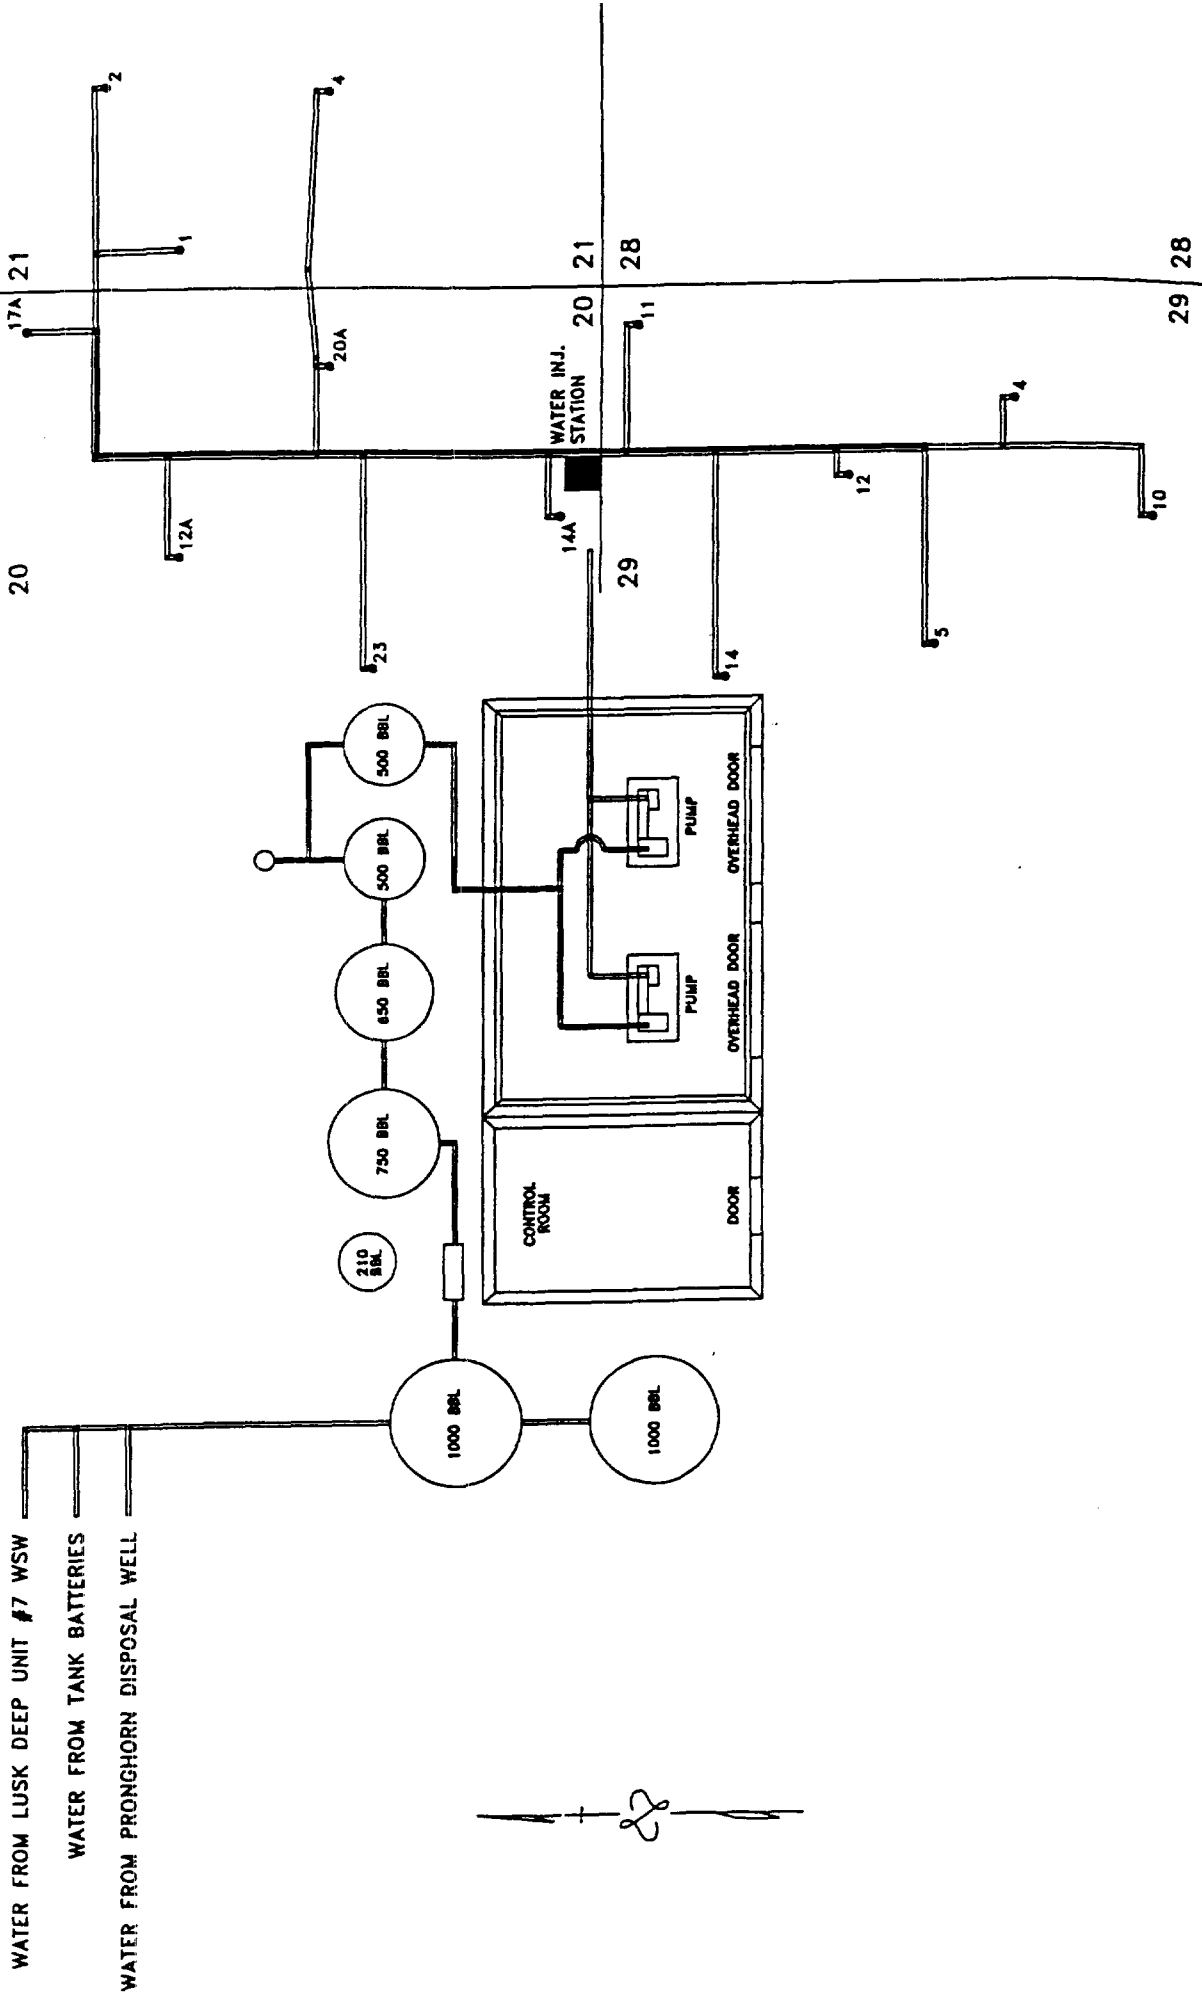 WATER FROM LUSK DEEP UNIT #7 WSW
WATER FROM TANK BATTERIES
WATER FROM PRONGHORN DISPOSAL WELL
1000 BBL
1000 BBL
210
BBL
750 BBL
650 BBL
500 BBL
500 BBL
CONTROL
ROOM
DOOR
PUMP
PUMP
OVERHEAD DOOR
OVERHEAD DOOR
20
17A
21
2
1
4
20A
12A
23
14A
WATER INJ.
STATION
20
21
29
28
11
14
12
5
4
10
29
28